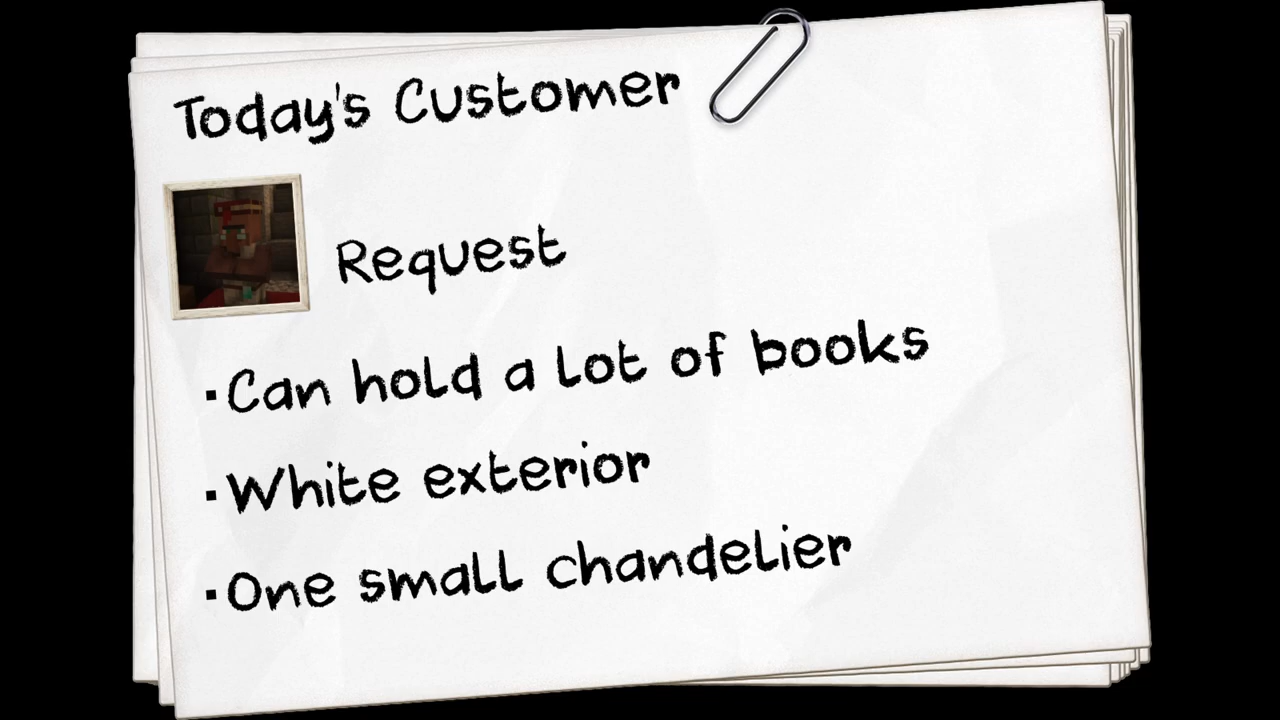 Today's Customer
Request
·Can hold a lot of books
·White exterior
·One small chandelier